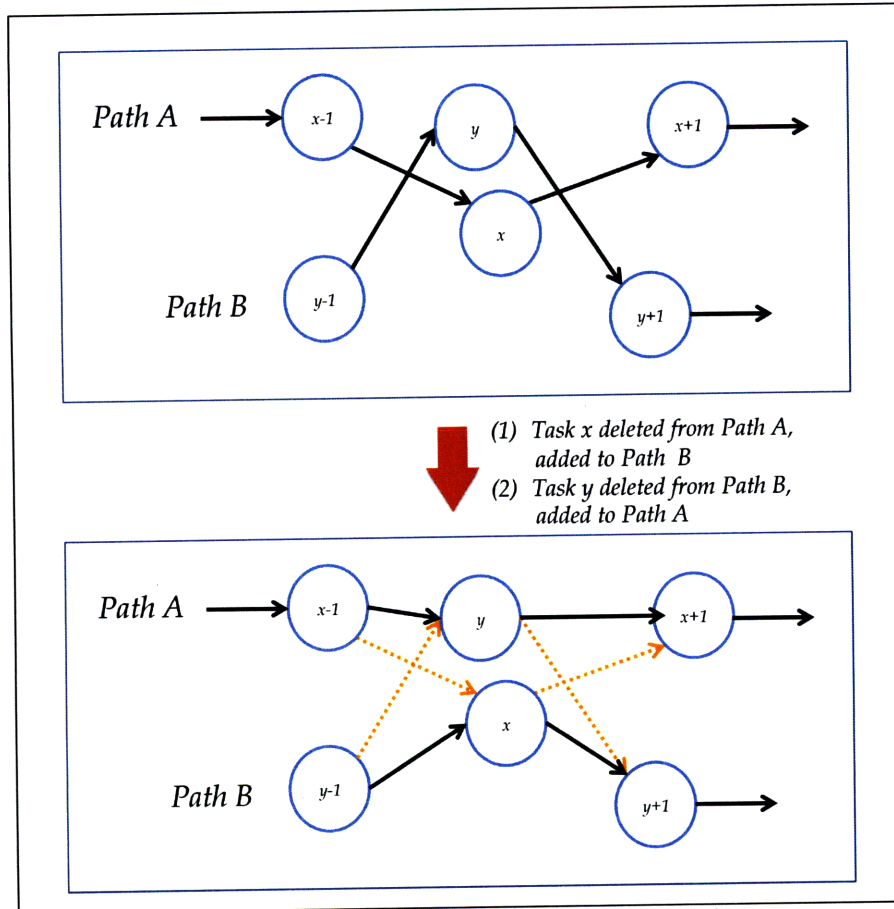 Path A
x-1
y
x+1
x
Path B
y-1
y+1
(1) Task x deleted from Path A,
added to Path B
(2) Task y deleted from Path B,
added to Path A
Path A
x-1
y
x+1
x
Path B
y-1
y+1